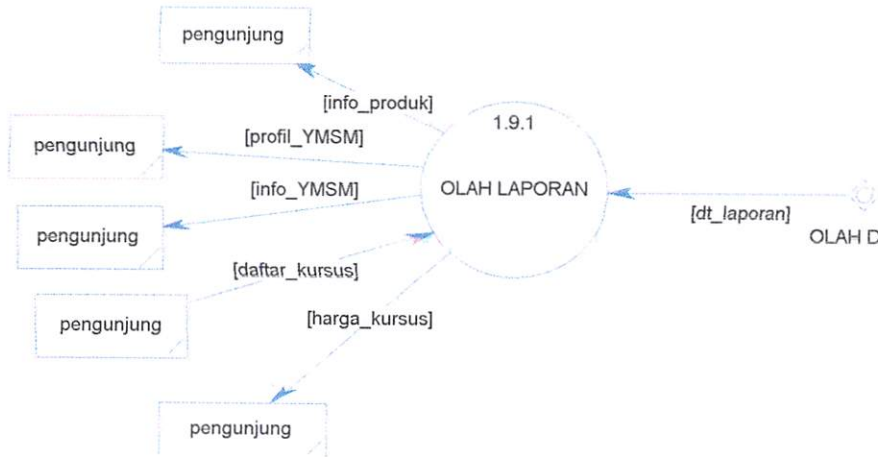 pengunjung
[info_produk]
1.9.1
pengunjung
[profil_YMSM]
[info_YMSM]
OLAH LAPORAN
[dt_laporan]
pengunjung
OLAH D
[daftar_kursus]
pengunjung
[harga_kursus]
pengunjung